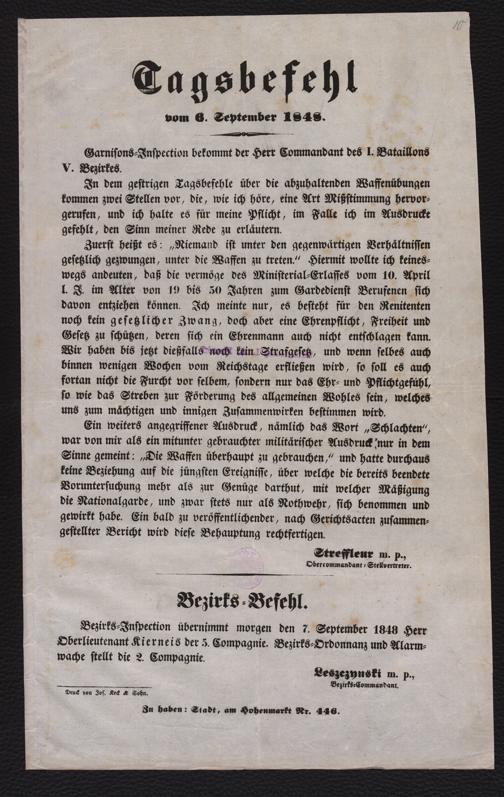 Tagsbefehl
vom 6. September 1848.
Garnisons-Inspection bekommt der Herr Commandant des I. Bataillons
V. Bezirkes.
In dem gestrigen Tagsbefehle über die abzuhaltenden Waffenübungen
kommen zwei Stellen vor, die, wie ich höre, eine Art Mißstimmung hervor-
gerufen, und ich halte es für meine Pflicht, im Falle ich im Ausdrucke
gefehlt, den Sinn meiner Rede zu erläutern.
Zuerst heißt es: „Niemand ist unter den gegenwärtigen Verhältnissen
gesetzlich gezwungen, unter die Waffen zu treten.“ Hiermit wollte ich keines-
wegs andeuten, daß die vermöge des Ministerial-Erlasses vom 10. April
l. J. im Alter von 19 bis 50 Jahren zum Gardedienst Berufenen sich
davon entziehen können. Ich meinte nur, es besteht für den Renitenten
noch kein gesetzlicher Zwang, doch aber eine Ehrenpflicht, Freiheit und
Gesetz zu schützen, deren sich ein Ehrenmann auch nicht entschlagen kann.
Wir haben bis jetzt dießfalls noch kein Strafgesetz, und wenn selbes auch
binnen wenigen Wochen vom Reichstage erfließen wird, so soll es auch
fortan nicht die Furcht vor selbem, sondern nur das Ehr- und Pflichtgefühl,
so wie das Streben zur Förderung des allgemeinen Wohles sein, welches
uns zum mächtigen und innigen Zusammenwirken bestimmen wird.
Ein weiters angegriffener Ausdruck, nämlich das Wort „Schlachten“,
war von mir als ein mitunter gebrauchter militärischer Ausdruck nur in dem
Sinne gemeint: „Die Waffen überhaupt zu gebrauchen,“ und hatte durchaus
keine Beziehung auf die jüngsten Ereignisse, über welche die bereits beendete
Voruntersuchung mehr als zur Genüge darthut, mit welcher Mäßigung
die Nationalgarde, und zwar stets nur als Nothwehr, sich benommen und
gewirkt habe. Ein bald zu veröffentlichender, nach Gerichtsacten zusammen-
gestellter Bericht wird diese Behauptung rechtfertigen.
Streffleur m. p.,
Obercommandant-Stellvertreter.
Bezirks-Befehl.
Bezirks-Inspection übernimmt morgen den 7. September 1848 Herr
Oberlieutenant Kierneis der 5. Compagnie. Bezirks-Ordonnanz und Alarm-
wache stellt die 2. Compagnie.
Leszczynski m. p.,
Bezirks-Commandant.
Druck von Jos. Keck & Sohn.
Zu haben: Stadt, am Hohenmarkt Nr. 446.